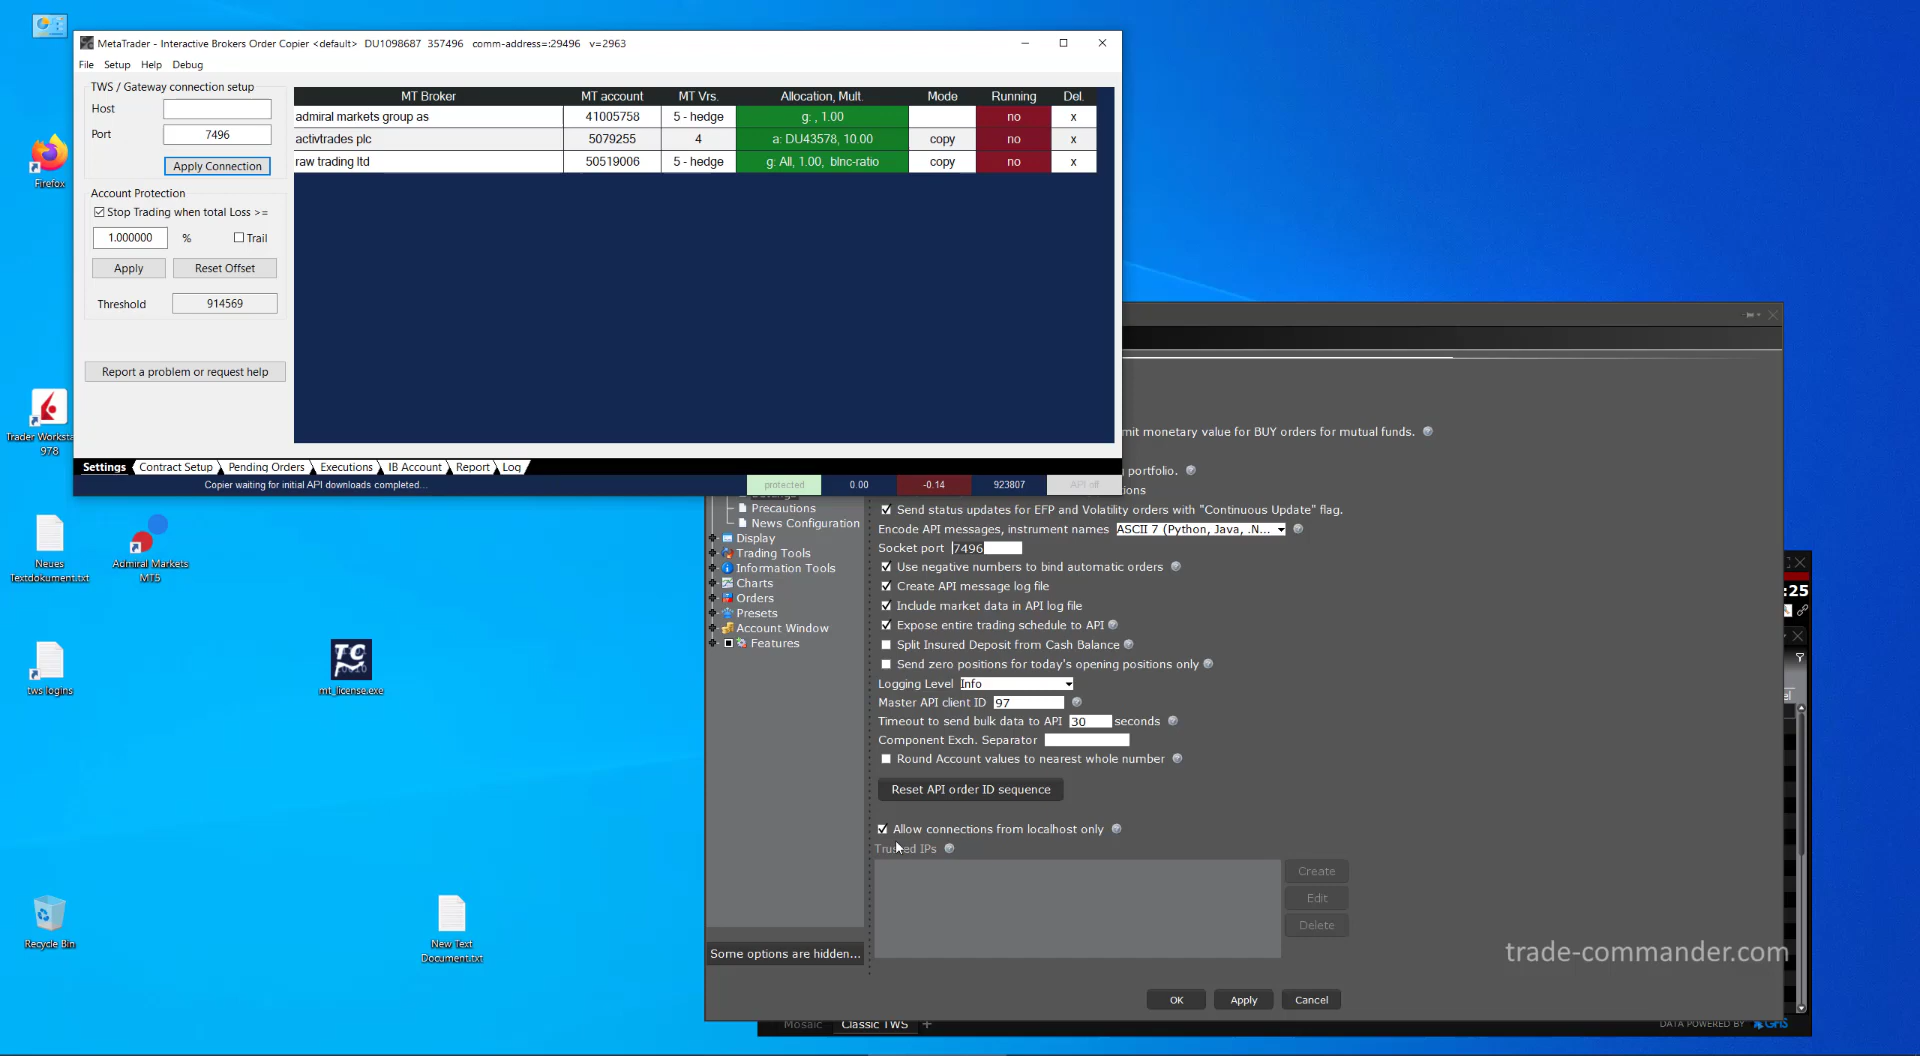 MetaTrader - Interactive Brokers Order Copier <default> DU1098687 357496 comm-address=:29496 v=2963
File Setup Help Debug
TWS / Gateway connection setup
Host
Port 7496
Apply Connection
Account Protection
Stop Trading when total Loss >=
1.000000 % Trail
Apply Reset Offset
Threshold 914569
Report a problem or request help
MT Broker MT account MT Vrs. Allocation, Mult. Mode Running Del.
admiral markets group as 41005758 5 - hedge g: , 1.00 no x
activtrades plc 5079255 4 a: DU43578, 10.00 copy no x
raw trading ltd 50519006 5 - hedge g: All, 1.00, blnc-ratio copy no x
Settings Contract Setup Pending Orders Executions IB Account Report Log
Copier waiting for initial API downloads completed... protected 0.00 -0.14 923807 API off
Firefox
Trader Worksta
978
Neues
Textdokument.txt
Admiral Markets
MT5
tws logins
mt_license.exe
Recycle Bin
New Text
Document.txt
mit monetary value for BUY orders for mutual funds.
portfolio.
ions
Precautions
News Configuration
Display
Trading Tools
Information Tools
Charts
Orders
Presets
Account Window
Features
Some options are hidden...
Send status updates for EFP and Volatility orders with "Continuous Update" flag.
Encode API messages, instrument names ASCII 7 (Python, Java, .N...
Socket port 7496
Use negative numbers to bind automatic orders
Create API message log file
Include market data in API log file
Expose entire trading schedule to API
Split Insured Deposit from Cash Balance
Send zero positions for today's opening positions only
Logging Level Info
Master API client ID 97
Timeout to send bulk data to API 30 seconds
Component Exch. Separator
Round Account values to nearest whole number
Reset API order ID sequence
Allow connections from localhost only
Trusted IPs
Create
Edit
Delete
OK Apply Cancel
:25
trade-commander.com
Mosaic Classic TWS +
DATA POWERED BY GFIS